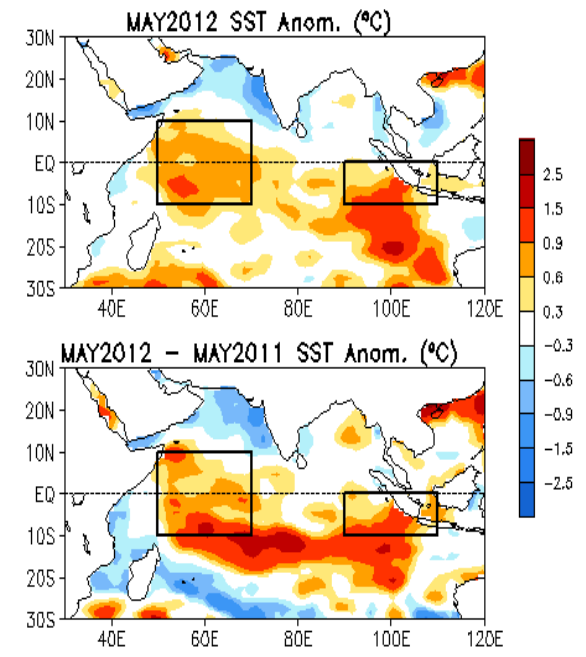 MAY2012 SST Anom. (ºC)
30N
20N
10N
EQ
10S
20S
30S
40E 60E 80E 100E 120E
2.5
1.5
0.9
0.6
0.3
-0.3
-0.6
-0.9
-1.5
-2.5
MAY2012 - MAY2011 SST Anom. (ºC)
30N
20N
10N
EQ
10S
20S
30S
40E 60E 80E 100E 120E